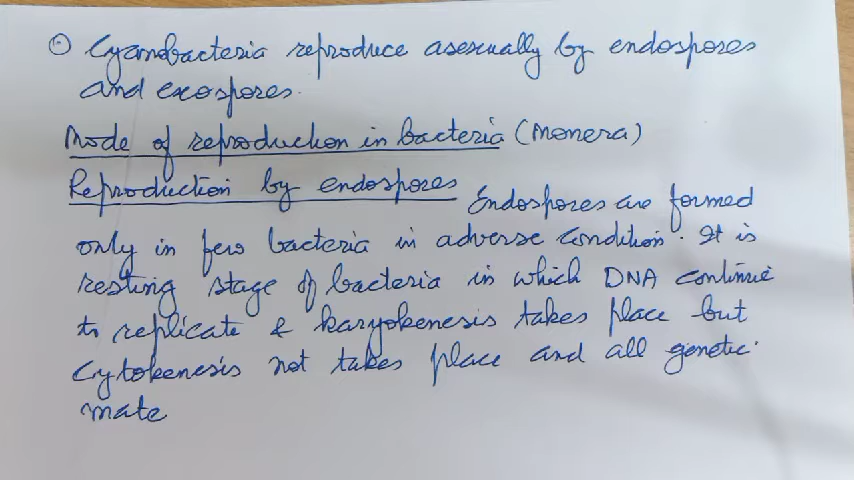 ⊙ Cyanobacteria reproduce asexually by endospores
and exospores.
Mode of reproduction in bacteria (Monera)
Reproduction by endospores Endospores are formed
only in few bacteria in adverse condition. It is
resting stage of bacteria in which DNA continue
to replicate & karyokenesis takes place but
cytokenesis not takes place and all genetic
mate